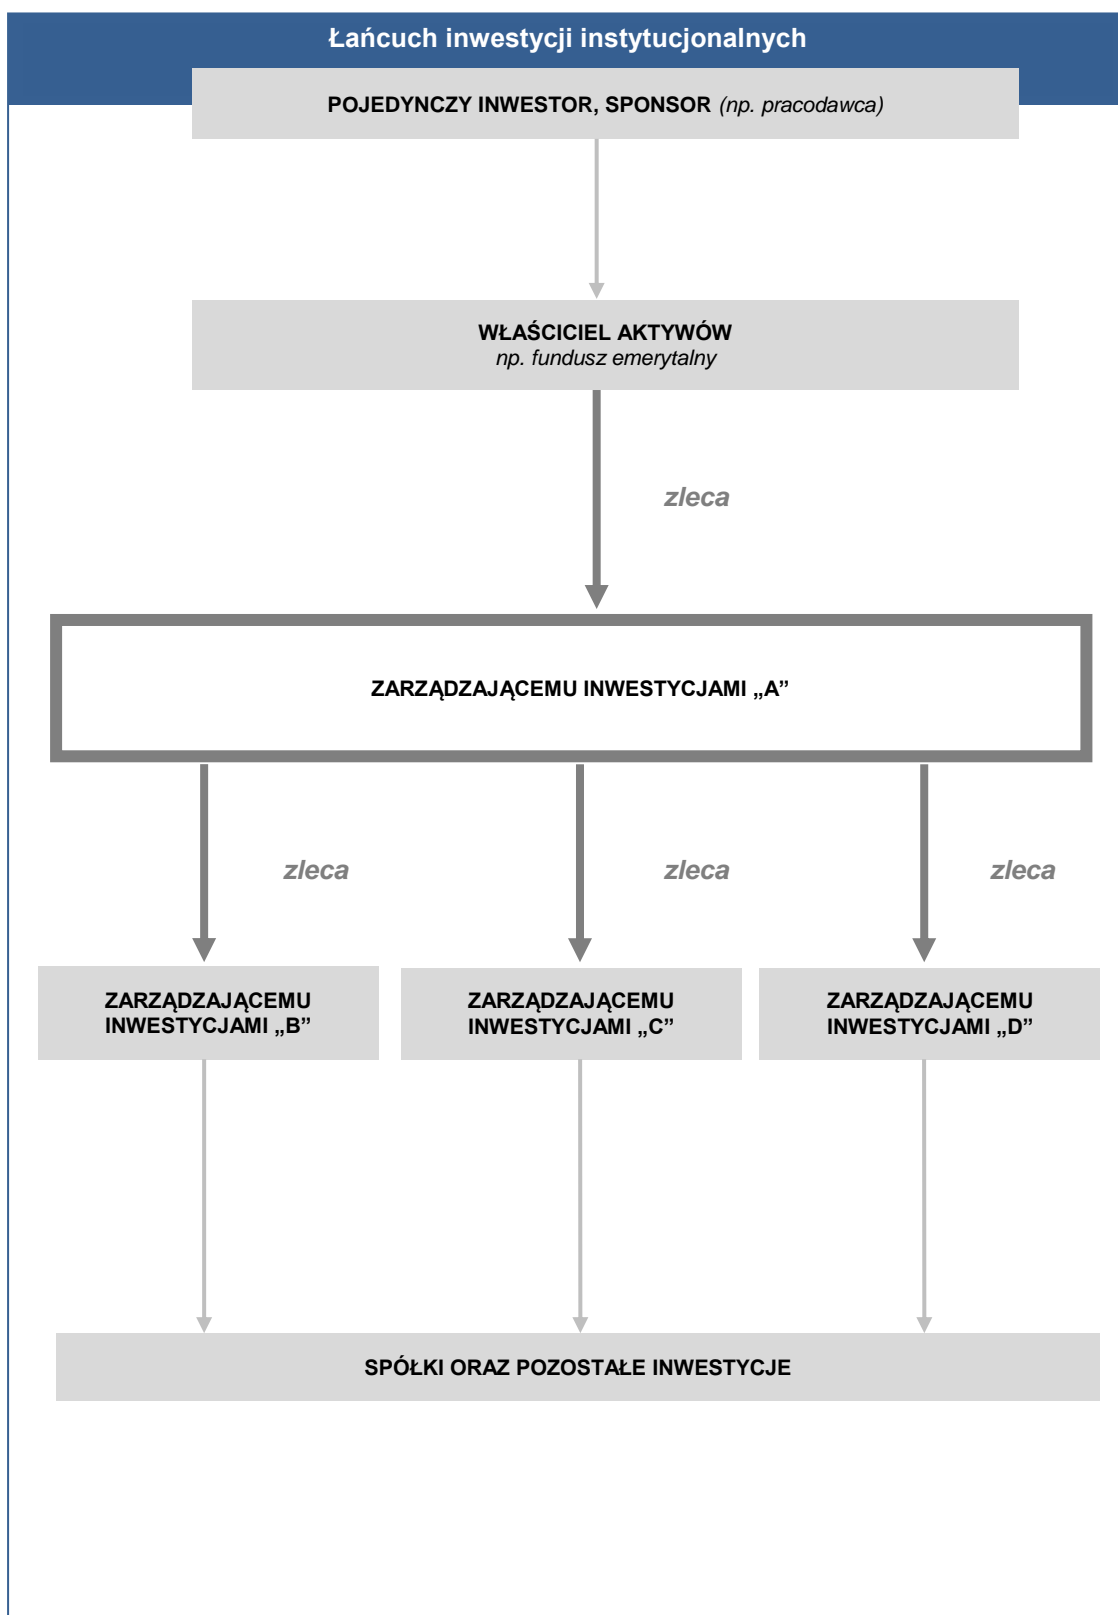 Łańcuch inwestycji instytucjonalnych
POJEDYNCZY INWESTOR, SPONSOR (np. pracodawca)
WŁAŚCICIEL AKTYWÓW
np. fundusz emerytalny
zleca
ZARZĄDZAJĄCEMU INWESTYCJAMI „A”
zleca
zleca
zleca
ZARZĄDZAJĄCEMU
INWESTYCJAMI „B”
ZARZĄDZAJĄCEMU
INWESTYCJAMI „C”
ZARZĄDZAJĄCEMU
INWESTYCJAMI „D”
SPÓŁKI ORAZ POZOSTAŁE INWESTYCJE